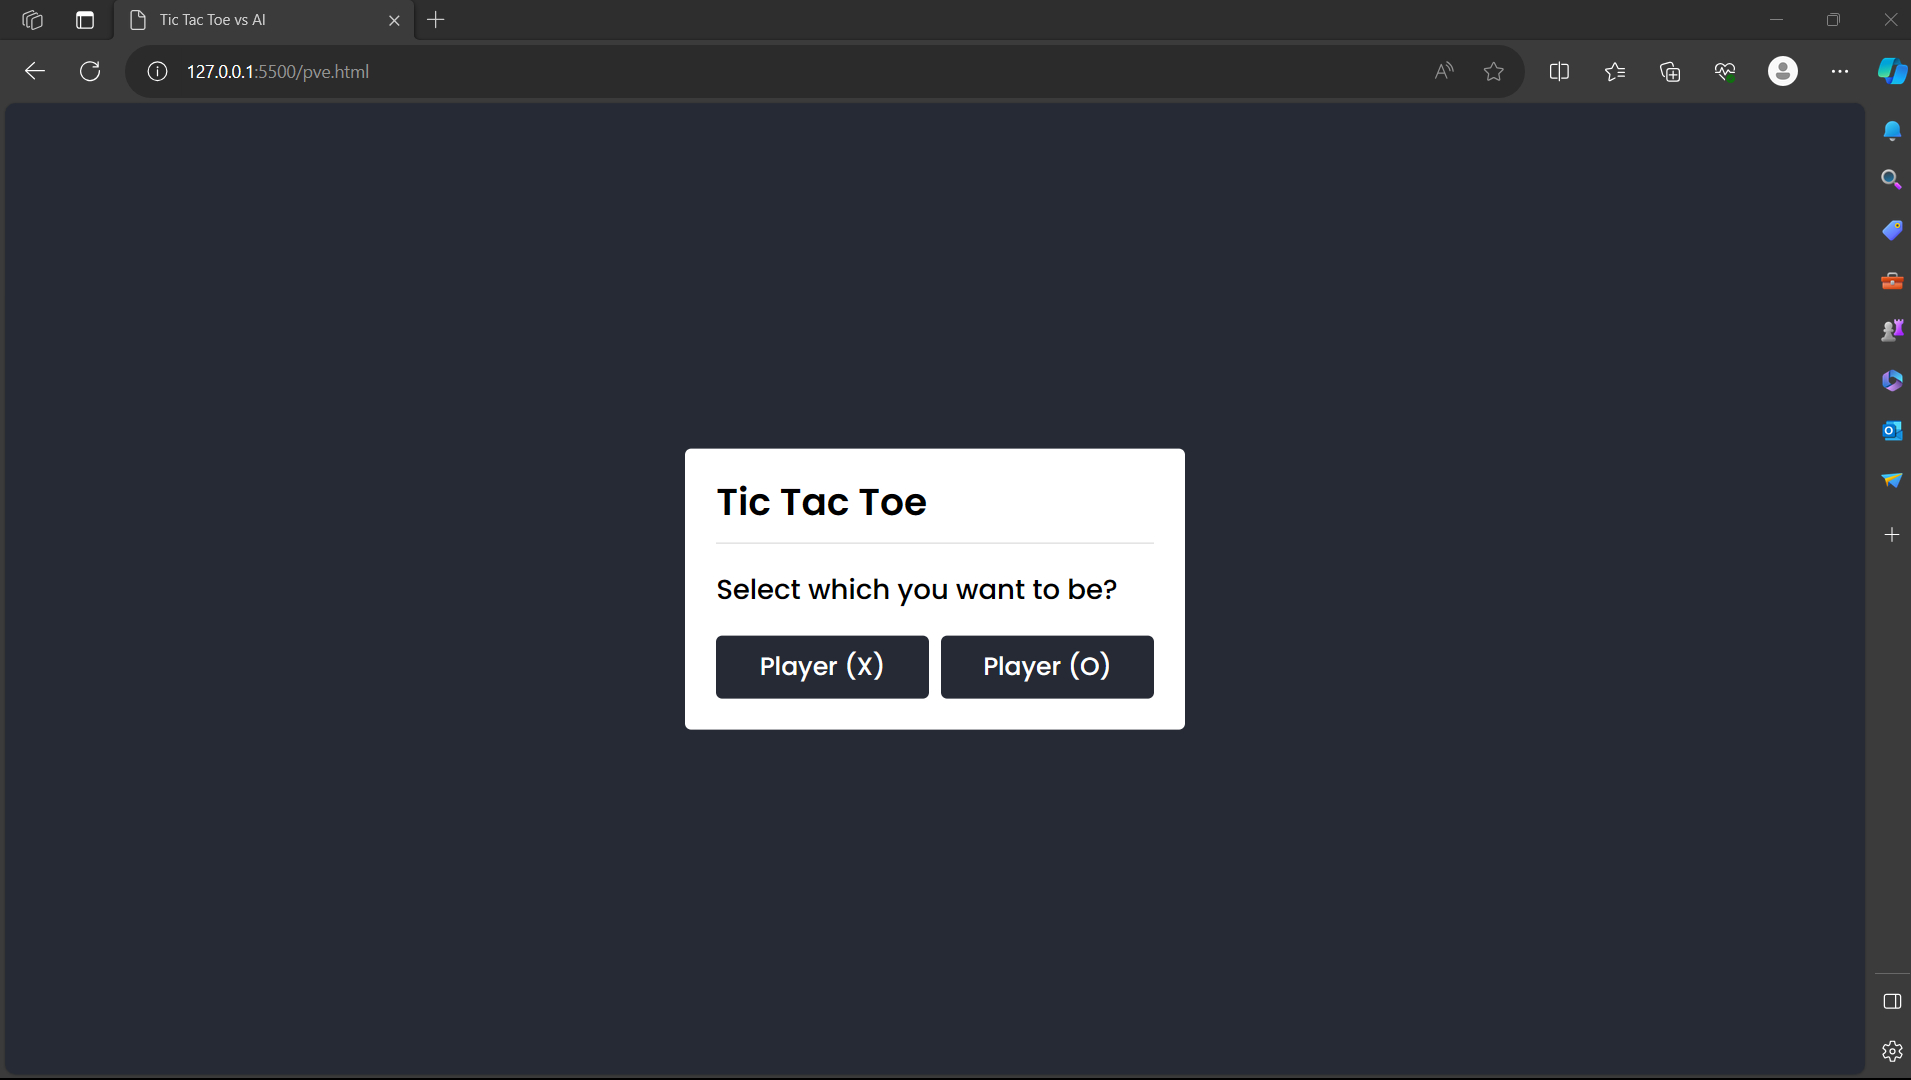 Tic Tac Toe vs AI
127.0.0.1:5500/pve.html
Tic Tac Toe
Select which you want to be?
Player (X)
Player (O)